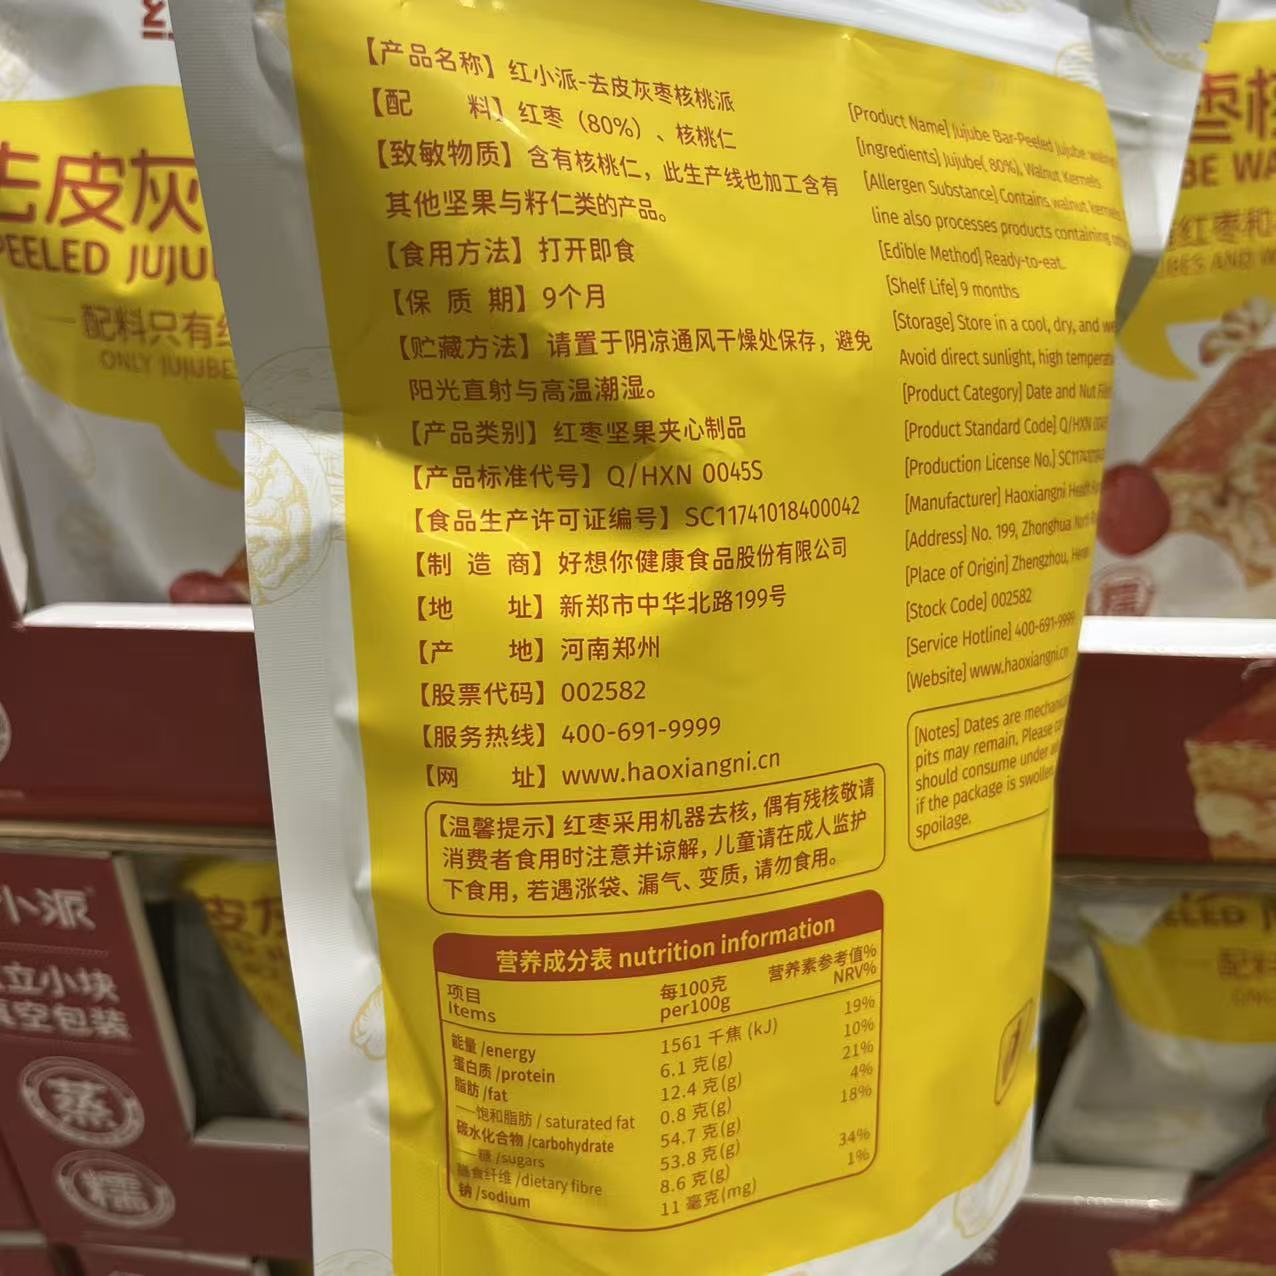 【产品名称】红小派-去皮灰枣核桃派
【配 料】红枣（80%）、核桃仁
【致敏物质】含有核桃仁，此生产线也加工含有
其他坚果与籽仁类的产品。
【食用方法】打开即食
【保 质 期】9个月
【贮藏方法】请置于阴凉通风干燥处保存，避免
阳光直射与高温潮湿。
【产品类别】红枣坚果夹心制品
【产品标准代号】Q/HXN 0045S
【食品生产许可证编号】SC11741018400042
【制 造 商】好想你健康食品股份有限公司
【地 址】新郑市中华北路199号
【产 地】河南郑州
【股票代码】002582
【服务热线】400-691-9999
【网 址】www.haoxiangni.cn
【温馨提示】红枣采用机器去核，偶有残核敬请
消费者食用时注意并谅解，儿童请在成人监护
下食用，若遇涨袋、漏气、变质，请勿食用。
营养成分表 nutrition information
项目 每100克 营养素参考值%
Items per100g NRV%
能量/energy 1561 千焦 (kJ) 19%
蛋白质/protein 6.1 克(g) 10%
脂肪/fat 12.4 克(g) 21%
—饱和脂肪/saturated fat 0.8 克(g) 4%
碳水化合物/carbohydrate 54.7 克(g) 18%
—糖/sugars 53.8 克(g)
膳食纤维/dietary fibre 8.6 克(g) 34%
钠/sodium 11 毫克(mg) 1%
[Product Name] Jujube Bar-Peeled Jujube
[Ingredients] Jujube( 80%), Walnut Kernels
[Allergen Substance] Contains walnut kernels
line also processes products containing
[Edible Method] Ready-to-eat.
[Shelf Life] 9 months
[Storage] Store in a cool, dry, and
Avoid direct sunlight, high
[Product Category] Date and Nut
[Product Standard Code] Q/HXN
[Production License No.]
[Manufacturer] Haoxiangni
[Address] No. 199, Zhonghua
[Place of Origin] Zhengzhou,
[Stock Code] 002582
[Service Hotline] 400-691-9999
[Website] www.haoxiangni.cn
[Notes] Dates are
pits may remain. Please
should consume under
if the package is
spoilage.
去皮灰
PEELED
配料只有
ONLY JUJUBE
小派
立小块
真空包装
蒸
糯
枣核
红枣和
糯